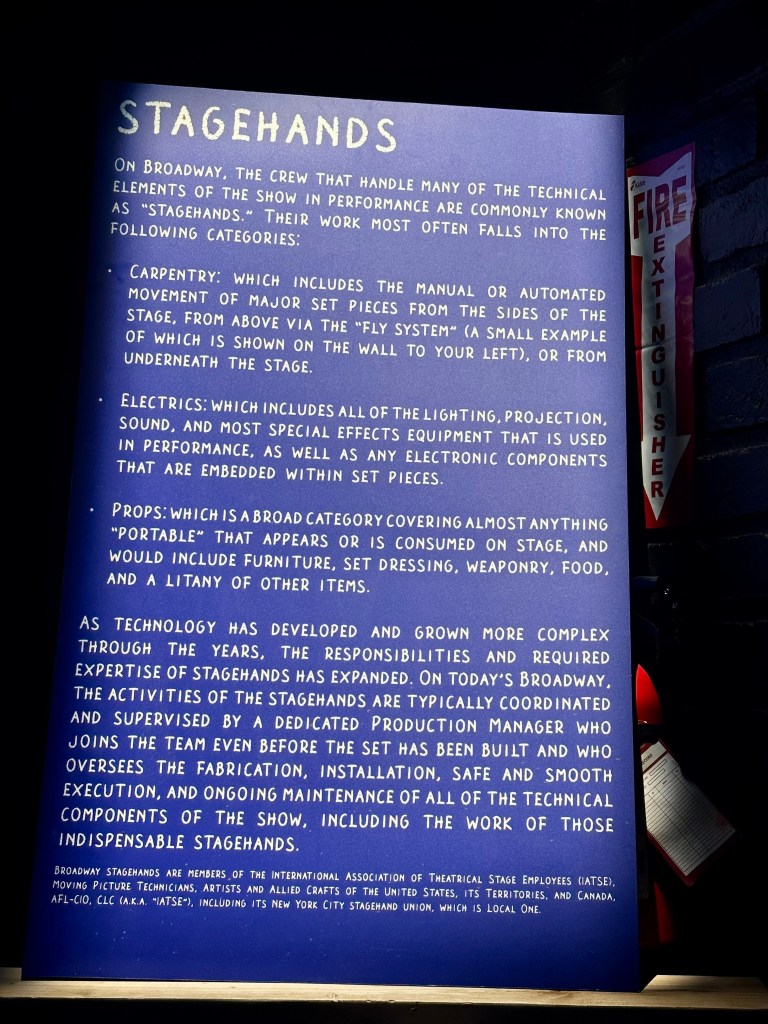 STAGEHANDS
ON BROADWAY, THE CREW THAT HANDLE MANY OF THE TECHNICAL
ELEMENTS OF THE SHOW IN PERFORMANCE ARE COMMONLY KNOWN
AS "STAGEHANDS." THEIR WORK MOST OFTEN FALLS INTO THE
FOLLOWING CATEGORIES:
• CARPENTRY: WHICH INCLUDES THE MANUAL OR AUTOMATED
MOVEMENT OF MAJOR SET PIECES FROM THE SIDES OF THE
STAGE, FROM ABOVE VIA THE "FLY SYSTEM" (A SMALL EXAMPLE
OF WHICH IS SHOWN ON THE WALL TO YOUR LEFT), OR FROM
UNDERNEATH THE STAGE.
• ELECTRICS: WHICH INCLUDES ALL OF THE LIGHTING, PROJECTION,
SOUND, AND MOST SPECIAL EFFECTS EQUIPMENT THAT IS USED
IN PERFORMANCE, AS WELL AS ANY ELECTRONIC COMPONENTS
THAT ARE EMBEDDED WITHIN SET PIECES.
• PROPS: WHICH IS A BROAD CATEGORY COVERING ALMOST ANYTHING
"PORTABLE" THAT APPEARS OR IS CONSUMED ON STAGE, AND
WOULD INCLUDE FURNITURE, SET DRESSING, WEAPONRY, FOOD,
AND A LITANY OF OTHER ITEMS.
AS TECHNOLOGY HAS DEVELOPED AND GROWN MORE COMPLEX
THROUGH THE YEARS, THE RESPONSIBILITIES AND REQUIRED
EXPERTISE OF STAGEHANDS HAS EXPANDED. ON TODAY'S BROADWAY,
THE ACTIVITIES OF THE STAGEHANDS ARE TYPICALLY COORDINATED
AND SUPERVISED BY A DEDICATED PRODUCTION MANAGER WHO
JOINS THE TEAM EVEN BEFORE THE SET HAS BEEN BUILT AND WHO
OVERSEES THE FABRICATION, INSTALLATION, SAFE AND SMOOTH
EXECUTION, AND ONGOING MAINTENANCE OF ALL OF THE TECHNICAL
COMPONENTS OF THE SHOW, INCLUDING THE WORK OF THOSE
INDISPENSABLE STAGEHANDS.
BROADWAY STAGEHANDS ARE MEMBERS OF THE INTERNATIONAL ASSOCIATION OF THEATRICAL STAGE EMPLOYEES (IATSE),
MOVING PICTURE TECHNICIANS, ARTISTS AND ALLIED CRAFTS OF THE UNITED STATES, ITS TERRITORIES, AND CANADA,
AFL-CIO, CLC (A.K.A. "IATSE"), INCLUDING ITS NEW YORK CITY STAGEHAND UNION, WHICH IS LOCAL ONE.
FIRE
EXTINGUISHER